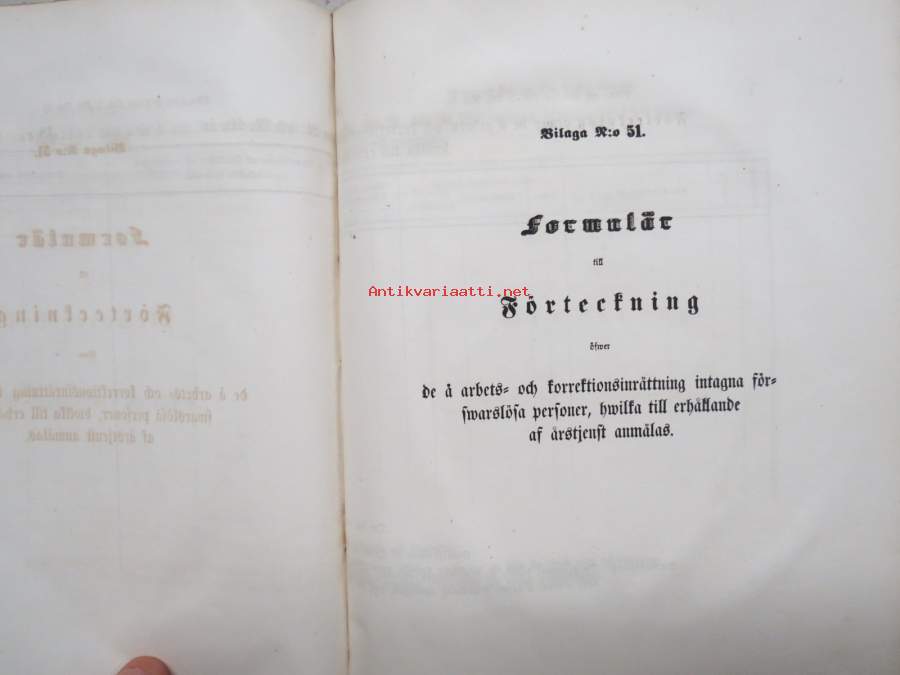 Bilaga N:o 51.
Formulär
till
Antikvariaatti.net
Förteckning
öfwer
de å arbets- och korrektionsinrättning intagna för-
swarslösa personer, hwilka till erhållande
af årstjenst anmälas.